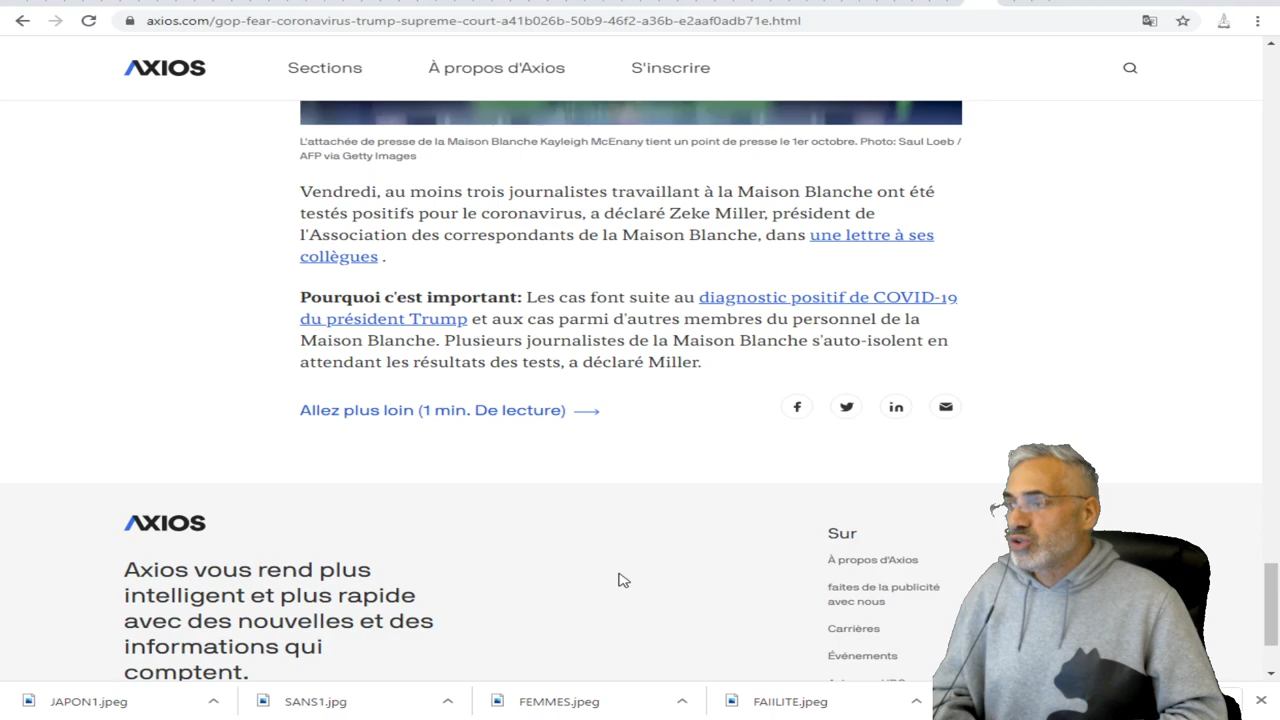 axios.com/gop-fear-coronavirus-trump-supreme-court-a41b026b-50b9-46f2-a36b-e2aaf0adb71e.html
AXIOS
Sections
À propos d'Axios
S'inscrire
L'attachée de presse de la Maison Blanche Kayleigh McEnany tient un point de presse le 1er octobre. Photo: Saul Loeb /
AFP via Getty Images
Vendredi, au moins trois journalistes travaillant à la Maison Blanche ont été
testés positifs pour le coronavirus, a déclaré Zeke Miller, président de
l'Association des correspondants de la Maison Blanche, dans une lettre à ses
collègues .
Pourquoi c'est important: Les cas font suite au diagnostic positif de COVID-19
du président Trump et aux cas parmi d'autres membres du personnel de la
Maison Blanche. Plusieurs journalistes de la Maison Blanche s'auto-isolent en
attendant les résultats des tests, a déclaré Miller.
Allez plus loin (1 min. De lecture)
AXIOS
Axios vous rend plus
intelligent et plus rapide
avec des nouvelles et des
informations qui
comptent.
Sur
À propos d'Axios
faites de la publicité
avec nous
Carrières
Événements
JAPON1.jpeg
SANS1.jpg
FEMMES.jpeg
FAIILITE.jpeg